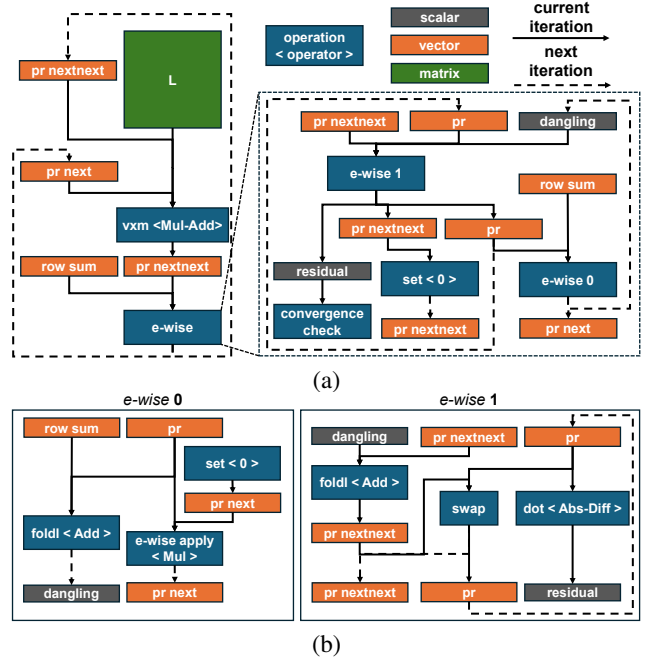 pr nextnext
L
pr next
vxm <Mul-Add>
row sum
pr nextnext
e-wise
operation
< operator >
scalar
vector
matrix
current
iteration
next
iteration
pr nextnext
pr
dangling
e-wise 1
row sum
pr nextnext
pr
residual
set < 0 >
e-wise 0
convergence
check
pr nextnext
pr next
(a)
e-wise 0
row sum
pr
set < 0 >
pr next
foldl < Add >
e-wise apply
< Mul >
dangling
pr next
e-wise 1
dangling
pr nextnext
pr
foldl < Add >
swap
dot < Abs-Diff >
pr nextnext
pr nextnext
pr
residual
(b)